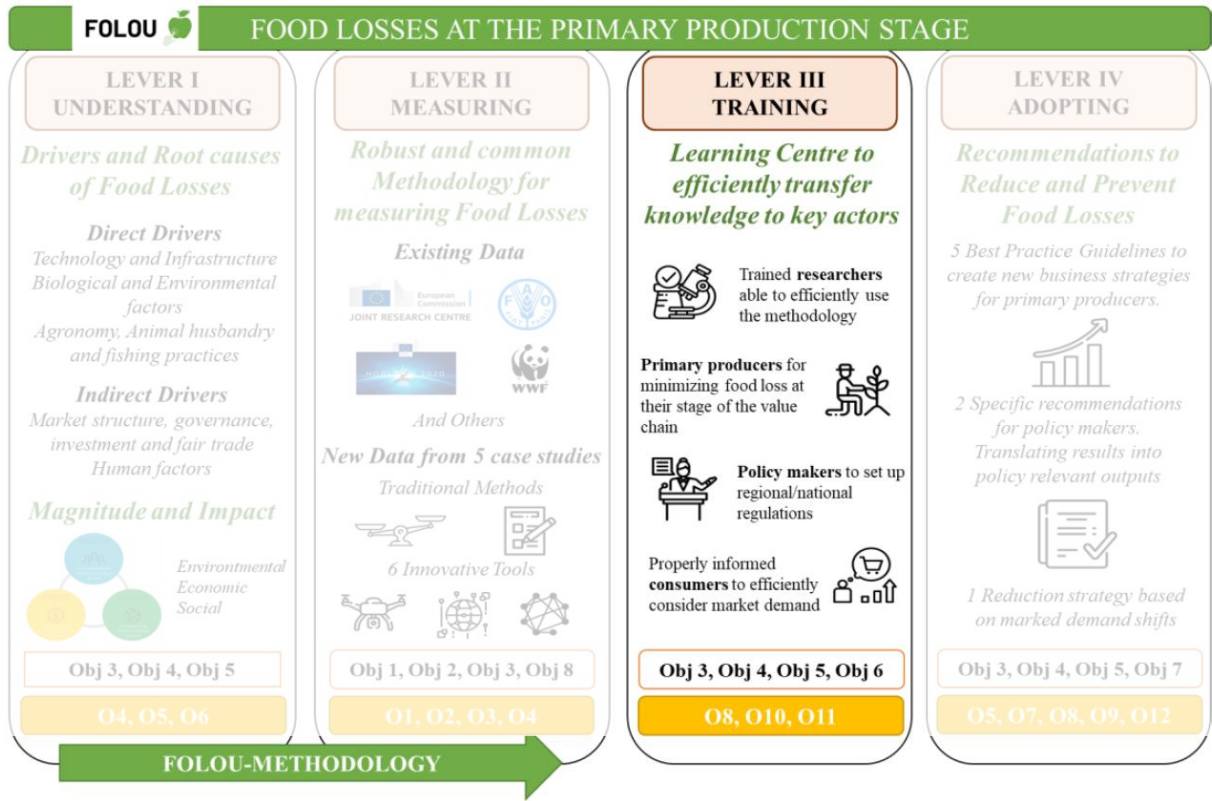 FOLOU
FOOD LOSSES AT THE PRIMARY PRODUCTION STAGE
LEVER I
UNDERSTANDING
Drivers and Root causes
of Food Losses
Direct Drivers
Technology and Infrastructure
Biological and Environmental
factors
Agronomy, Animal husbandry
and fishing practices
Indirect Drivers
Market structure, governance,
investment and fair trade
Human factors
Magnitude and Impact
Environtmental
Economic
Social
Obj 3, Obj 4, Obj 5
O4, O5, O6
LEVER II
MEASURING
Robust and common
Methodology for
measuring Food Losses
Existing Data
European
Commission
JOINT RESEARCH CENTRE
FAO
FIAT PANIS
HORIZON 2020
WWF
And Others
New Data from 5 case studies
Traditional Methods
6 Innovative Tools
Obj 1, Obj 2, Obj 3, Obj 8
O1, O2, O3, O4
LEVER III
TRAINING
Learning Centre to
efficiently transfer
knowledge to key actors
Trained researchers
able to efficiently use
the methodology
Primary producers for
minimizing food loss at
their stage of the value
chain
Policy makers to set up
regional/national
regulations
Properly informed
consumers to efficiently
consider market demand
Obj 3, Obj 4, Obj 5, Obj 6
O8, O10, O11
LEVER IV
ADOPTING
Recommendations to
Reduce and Prevent
Food Losses
5 Best Practice Guidelines to
create new business strategies
for primary producers.
2 Specific recommendations
for policy makers.
Translating results into
policy relevant outputs
1 Reduction strategy based
on marked demand shifts
Obj 3, Obj 4, Obj 5, Obj 7
O5, O7, O8, O9, O12
FOLOU-METHODOLOGY